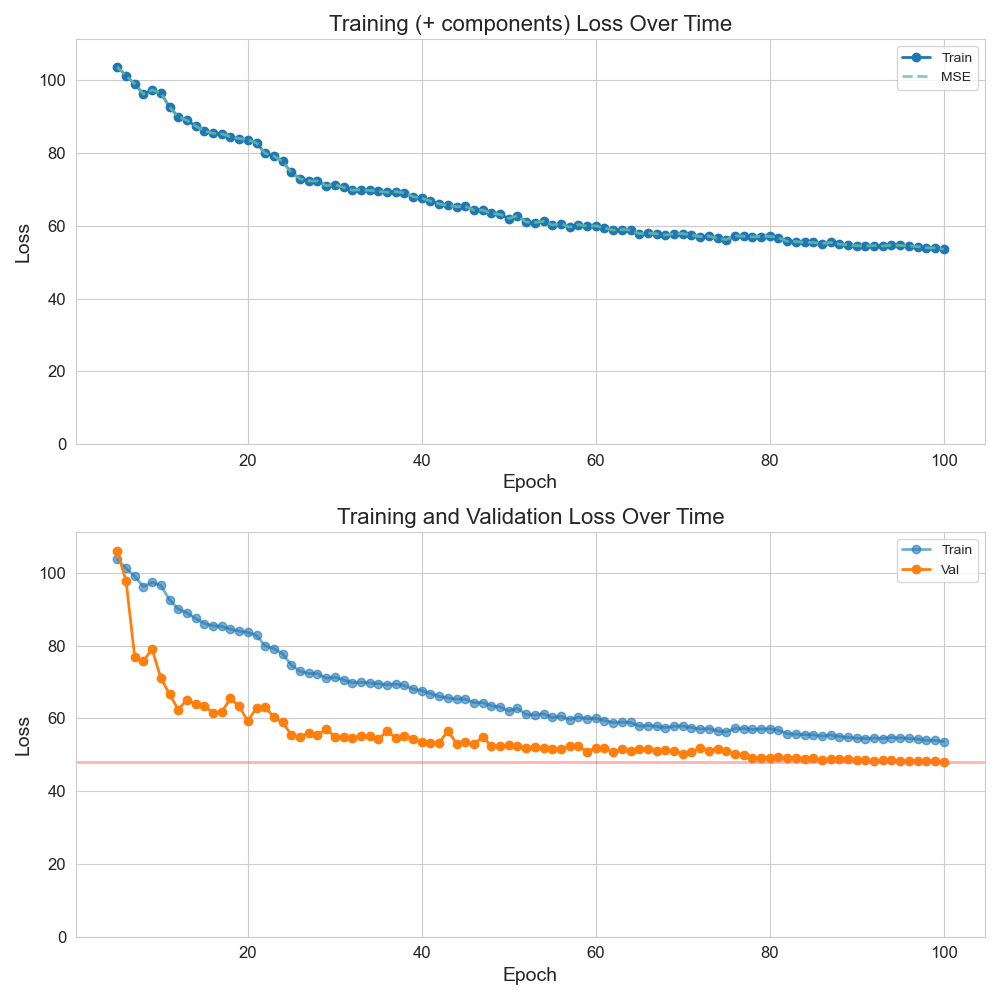 Training (+ components) Loss Over Time
Train
MSE
Loss
100
80
60
40
20
0
20 40 60 80 100
Epoch
Training and Validation Loss Over Time
Train
Val
Loss
100
80
60
40
20
0
20 40 60 80 100
Epoch